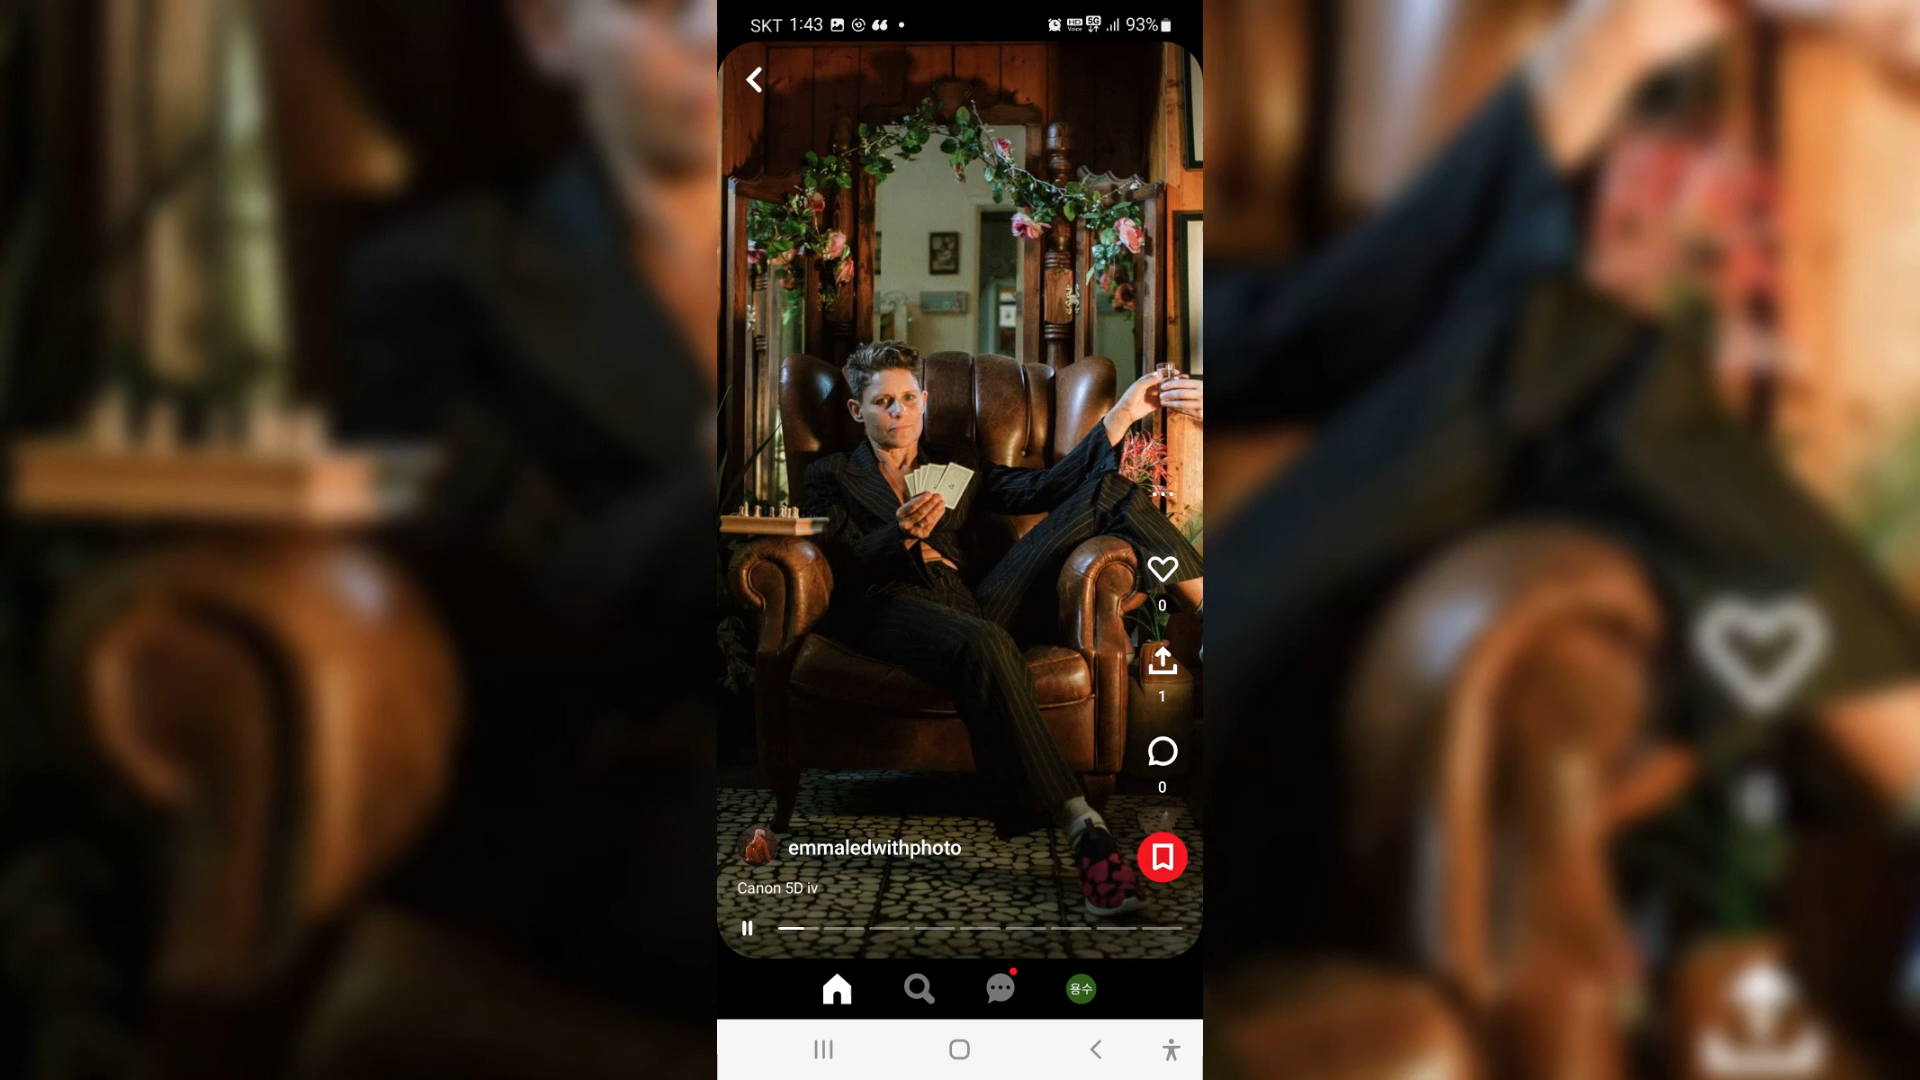 SKT 1:43 93%
0
1
0
emmaledwithphoto
Canon 5D iv
용수